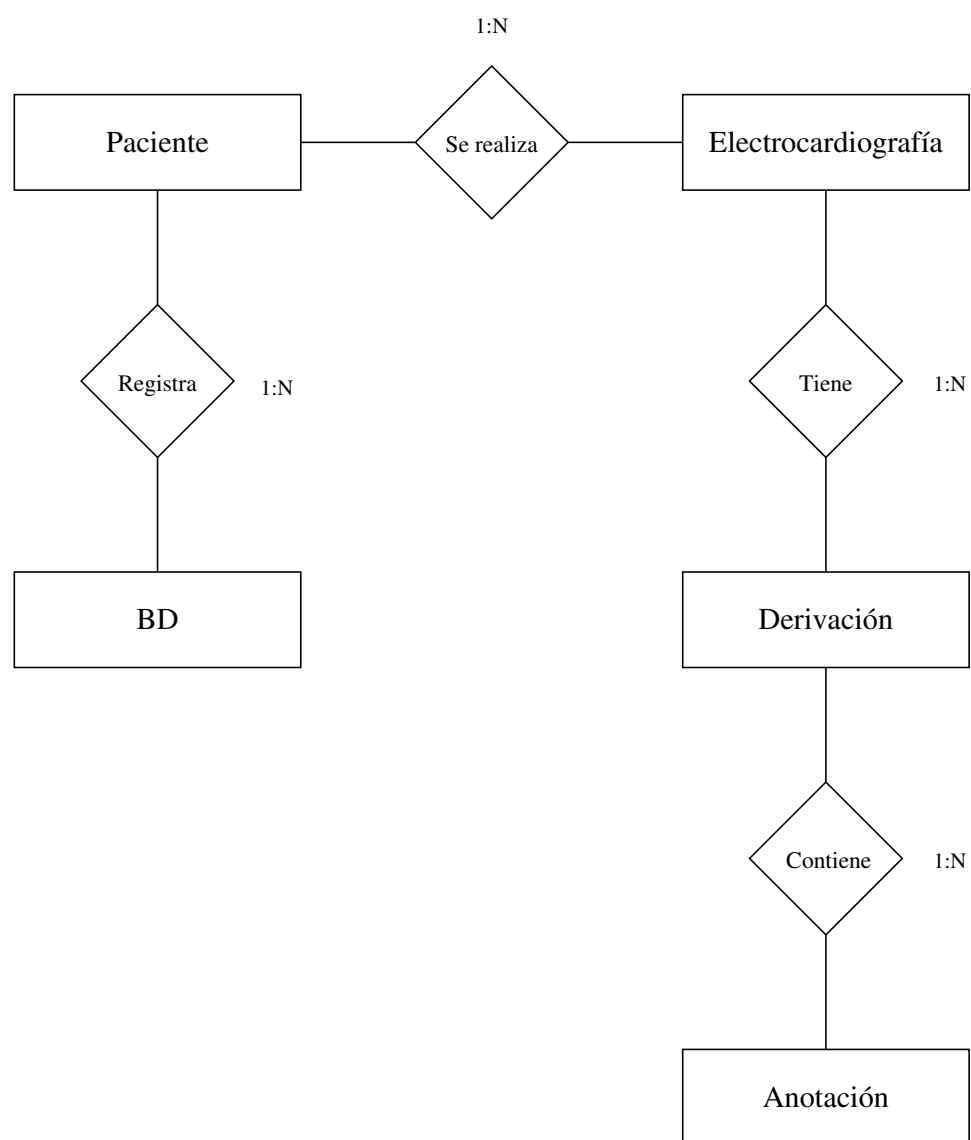 1:N
Paciente
Se realiza
Electrocardiografía
Registra
1:N
Tiene
1:N
BD
Derivación
Contiene
1:N
Anotación